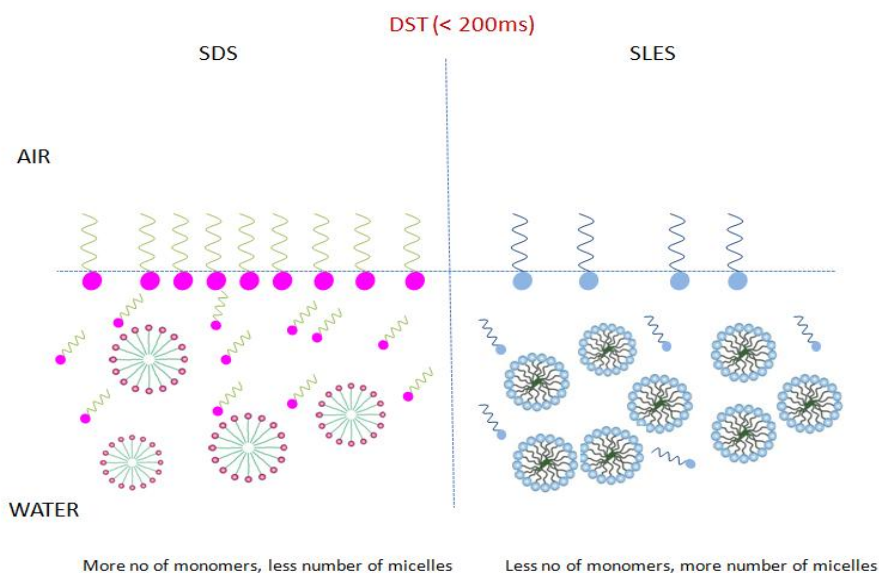 DST (< 200ms)
SDS
SLES
AIR
WATER
More no of monomers, less number of micelles
Less no of monomers, more number of micelles